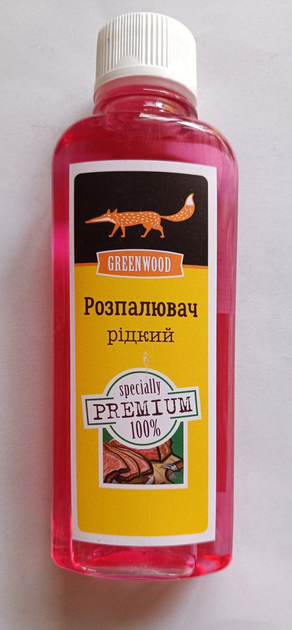 GREENWOOD
Розпалювач
рідкий
specially
PREMIUM
100%